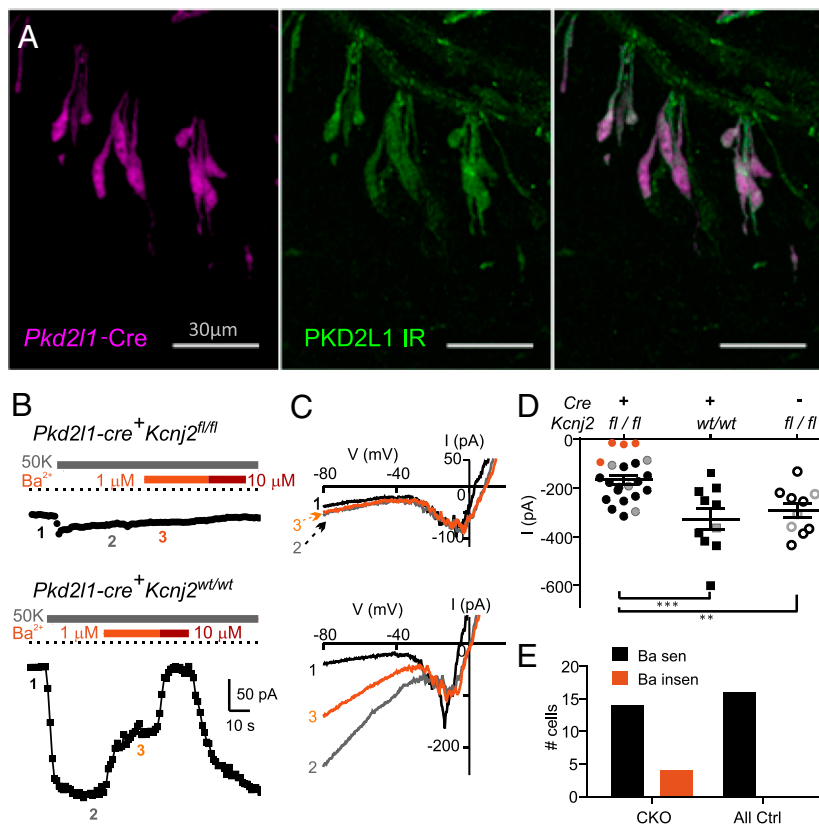 A
Pkd2l1-Cre
30μm
PKD2L1 IR
B
Pkd2l1-cre+Kcnj2fl/fl
50K
Ba2+ 1 μM 10 μM
1
2
3
Pkd2l1-cre+Kcnj2wt/wt
50K
Ba2+ 1 μM 10 μM
1
2
3
50 pA
10 s
C
V (mV)
I (pA)
50
-80
-40
0
1
3
2
-100
V (mV)
I (pA)
-80
-40
0
1
3
2
-200
D
Cre + + -
Kcnj2 fl / fl wt/wt fl / fl
I (pA)
0
-200
-400
-600
***
**
E
# cells
20
15
10
5
0
Ba sen
Ba insen
CKO
All Ctrl